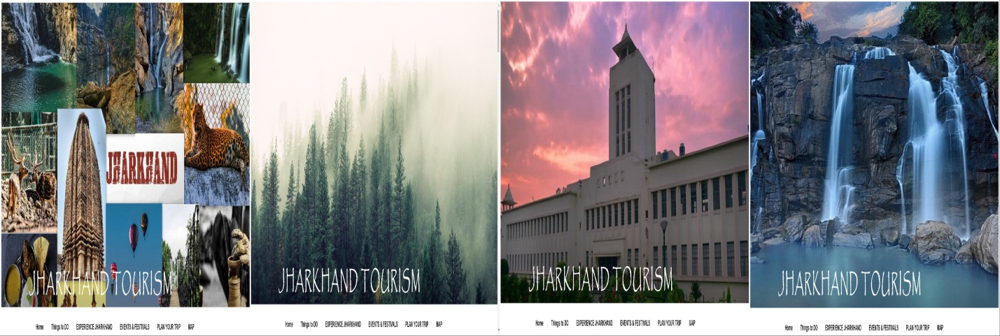 JHARKHAND
JHARKHAND TOURISM
Home Things to DO EXPERIENCE JHARKHAND EVENTS & FESTIVALS PLAN YOUR TRIP MAP
JHARKHAND TOURISM
Home Things to DO EXPERIENCE JHARKHAND EVENTS & FESTIVALS PLAN YOUR TRIP MAP
JHARKHAND TOURISM
Home Things to DO EXPERIENCE JHARKHAND EVENTS & FESTIVALS PLAN YOUR TRIP MAP
JHARKHAND TOURISM
Home Things to DO EXPERIENCE JHARKHAND EVENTS & FESTIVALS PLAN YOUR TRIP MAP